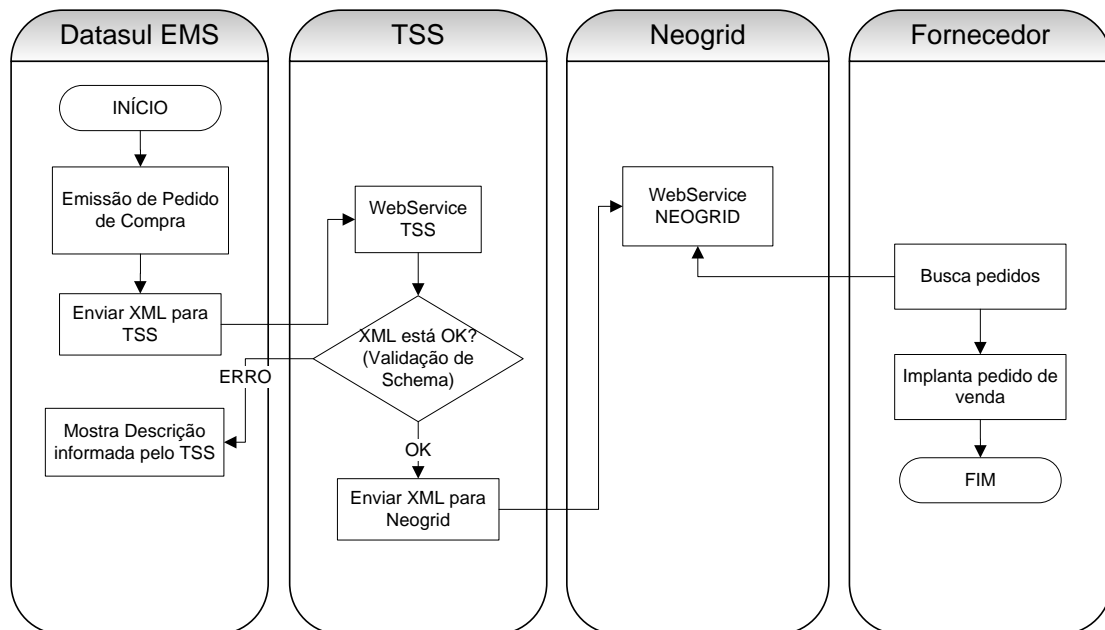 Datasul EMS
TSS
Neogrid
Fornecedor
INÍCIO
Emissão de Pedido
de Compra
Enviar XML para
TSS
Mostra Descrição
informada pelo TSS
WebService
TSS
XML está OK?
(Validação de
Schema)
ERRO
OK
Enviar XML para
Neogrid
WebService
NEOGRID
Busca pedidos
Implanta pedido de
venda
FIM